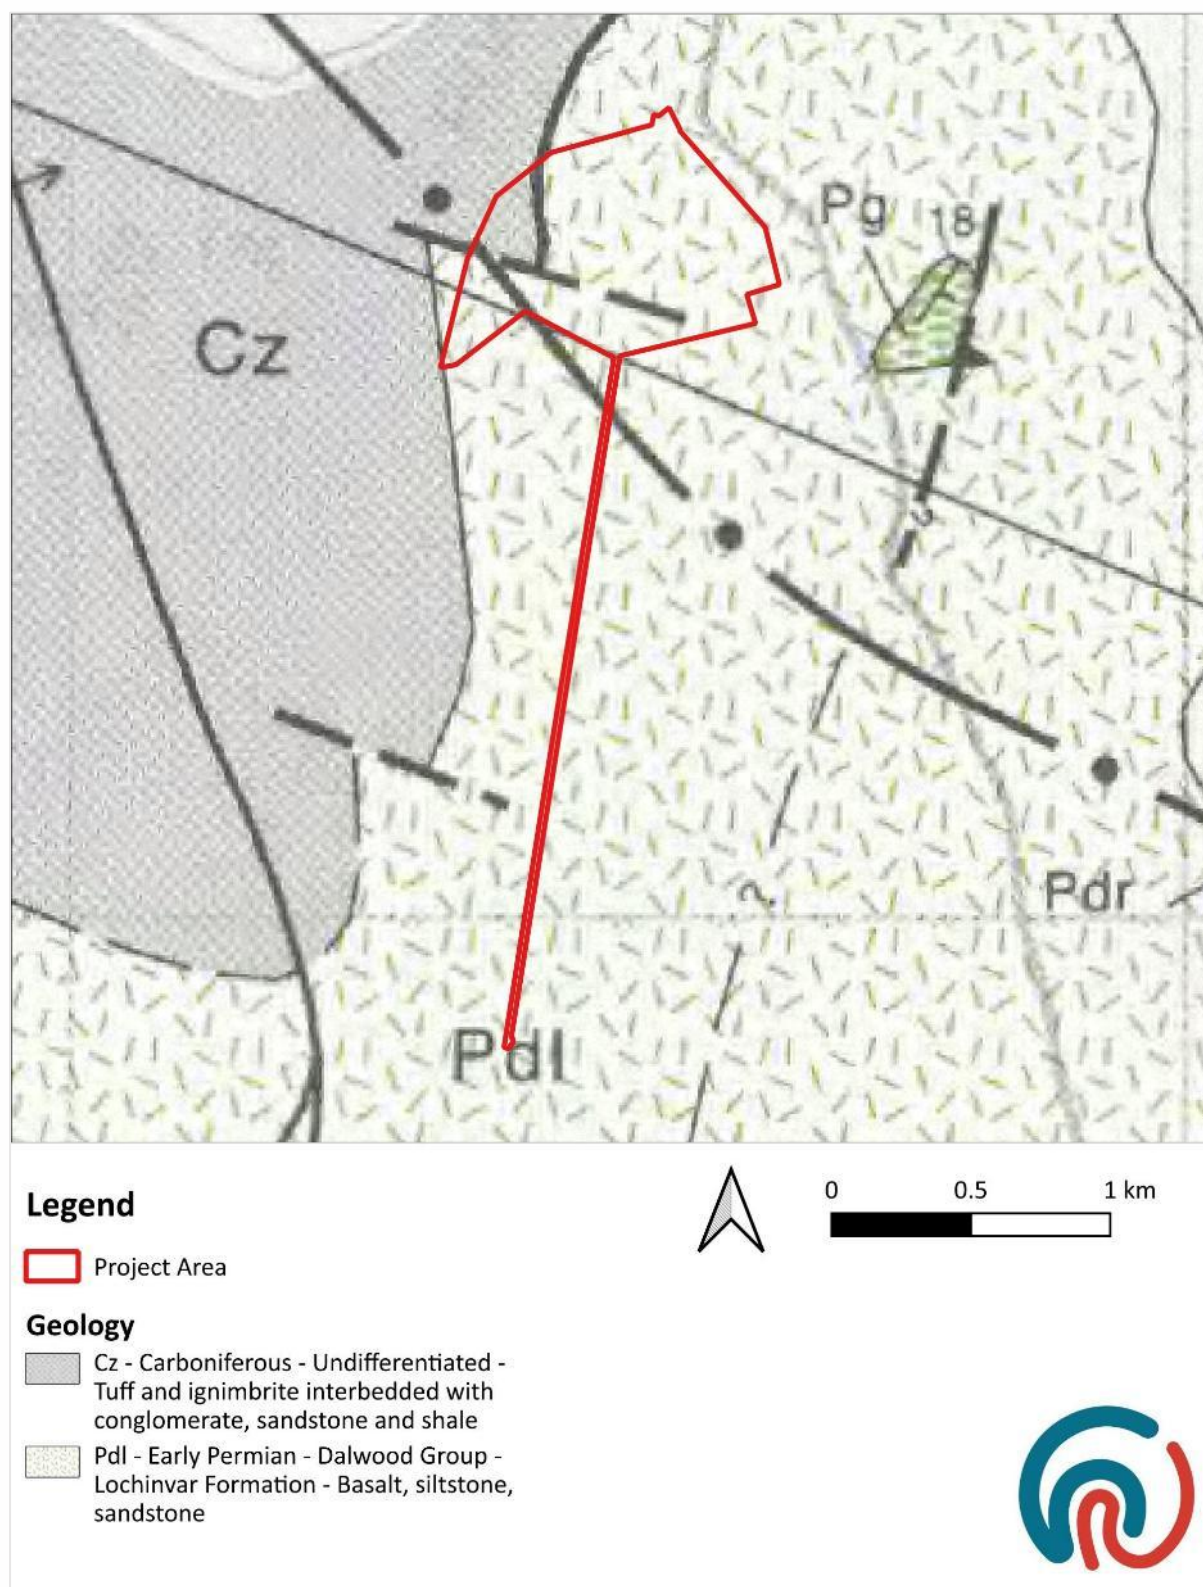 Pg
18
Cz
3
?
Pdr
Pdl
Legend
0 0.5 1 km
Project Area
Geology
Cz - Carboniferous - Undifferentiated -
Tuff and ignimbrite interbedded with
conglomerate, sandstone and shale
Pdl - Early Permian - Dalwood Group -
Lochinvar Formation - Basalt, siltstone,
sandstone